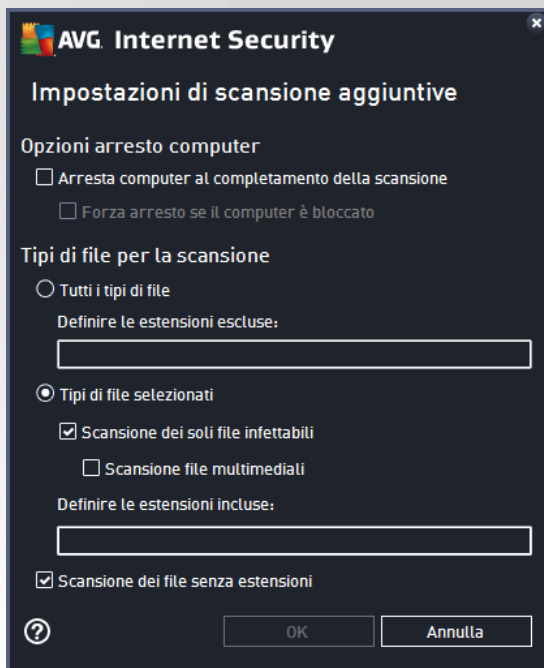 AVG. Internet Security
Impostazioni di scansione aggiuntive
Opzioni arresto computer
Arresta computer al completamento della scansione
Forza arresto se il computer è bloccato
Tipi di file per la scansione
Tutti i tipi di file
Definire le estensioni escluse:
Tipi di file selezionati
Scansione dei soli file infettabili
Scansione file multimediali
Definire le estensioni incluse:
Scansione dei file senza estensioni
? OK Annulla